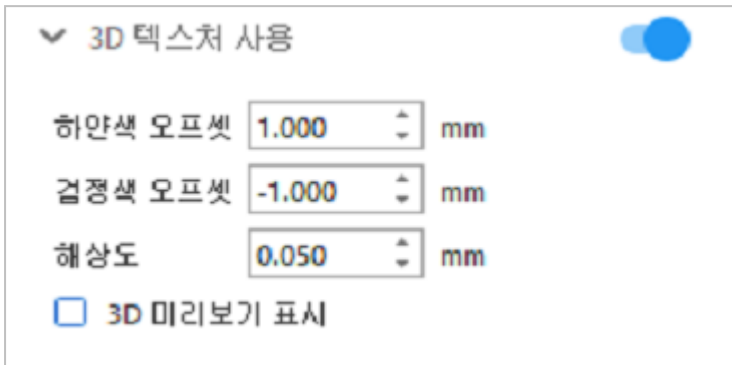 3D 텍스처 사용
하얀색 오프셋 1.000 mm
검정색 오프셋 -1.000 mm
해상도 0.050 mm
3D 미리보기 표시